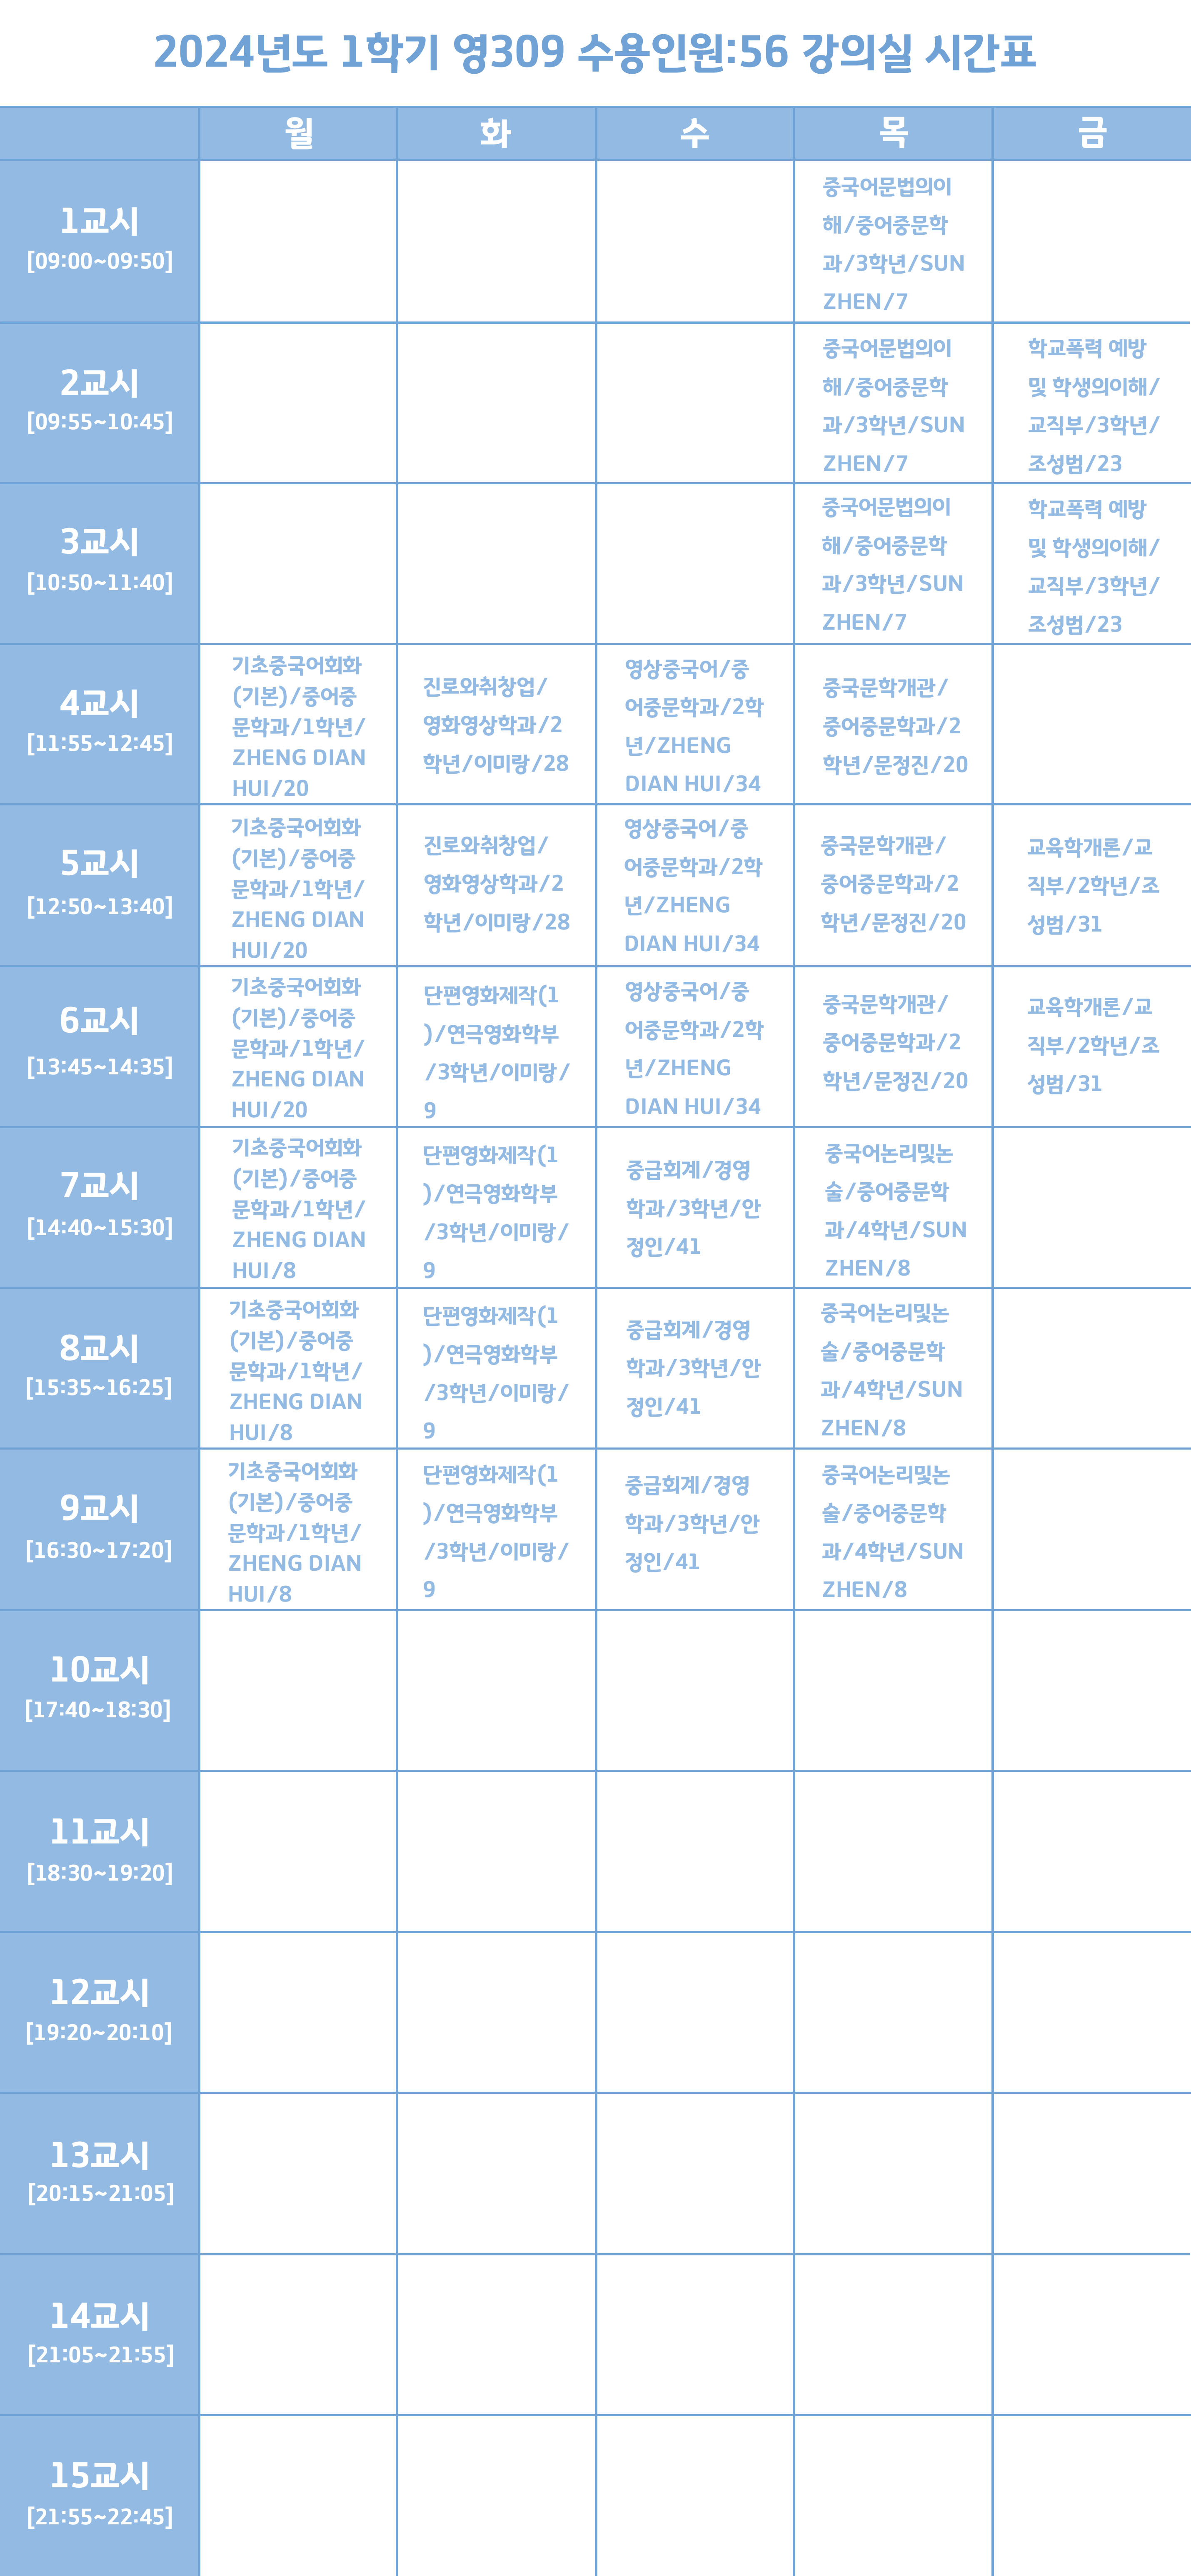 2024년도 1학기 영309 수용인원:56 강의실 시간표
월
화
수
목
금
1교시
[09:00~09:50]
중국어문법의이
해/중어중문학
과/3학년/SUN
ZHEN/7
2교시
[09:55~10:45]
중국어문법의이
해/중어중문학
과/3학년/SUN
ZHEN/7
학교폭력 예방
및 학생의이해/
교직부/3학년/
조성범/23
3교시
[10:50~11:40]
중국어문법의이
해/중어중문학
과/3학년/SUN
ZHEN/7
학교폭력 예방
및 학생의이해/
교직부/3학년/
조성범/23
4교시
[11:55~12:45]
기초중국어회화
(기본)/중어중
문학과/1학년/
ZHENG DIAN
HUI/20
진로와취창업/
영화영상학과/2
학년/이미랑/28
영상중국어/중
어중문학과/2학
년/ZHENG
DIAN HUI/34
중국문학개관/
중어중문학과/2
학년/문정진/20
5교시
[12:50~13:40]
기초중국어회화
(기본)/중어중
문학과/1학년/
ZHENG DIAN
HUI/20
진로와취창업/
영화영상학과/2
학년/이미랑/28
영상중국어/중
어중문학과/2학
년/ZHENG
DIAN HUI/34
중국문학개관/
중어중문학과/2
학년/문정진/20
교육학개론/교
직부/2학년/조
성범/31
6교시
[13:45~14:35]
기초중국어회화
(기본)/중어중
문학과/1학년/
ZHENG DIAN
HUI/20
단편영화제작(1
)/연극영화학부
/3학년/이미랑/
9
영상중국어/중
어중문학과/2학
년/ZHENG
DIAN HUI/34
중국문학개관/
중어중문학과/2
학년/문정진/20
교육학개론/교
직부/2학년/조
성범/31
7교시
[14:40~15:30]
기초중국어회화
(기본)/중어중
문학과/1학년/
ZHENG DIAN
HUI/8
단편영화제작(1
)/연극영화학부
/3학년/이미랑/
9
중급회계/경영
학과/3학년/안
정인/41
중국어논리및논
술/중어중문학
과/4학년/SUN
ZHEN/8
8교시
[15:35~16:25]
기초중국어회화
(기본)/중어중
문학과/1학년/
ZHENG DIAN
HUI/8
단편영화제작(1
)/연극영화학부
/3학년/이미랑/
9
중급회계/경영
학과/3학년/안
정인/41
중국어논리및논
술/중어중문학
과/4학년/SUN
ZHEN/8
9교시
[16:30~17:20]
기초중국어회화
(기본)/중어중
문학과/1학년/
ZHENG DIAN
HUI/8
단편영화제작(1
)/연극영화학부
/3학년/이미랑/
9
중급회계/경영
학과/3학년/안
정인/41
중국어논리및논
술/중어중문학
과/4학년/SUN
ZHEN/8
10교시
[17:40~18:30]
11교시
[18:30~19:20]
12교시
[19:20~20:10]
13교시
[20:15~21:05]
14교시
[21:05~21:55]
15교시
[21:55~22:45]